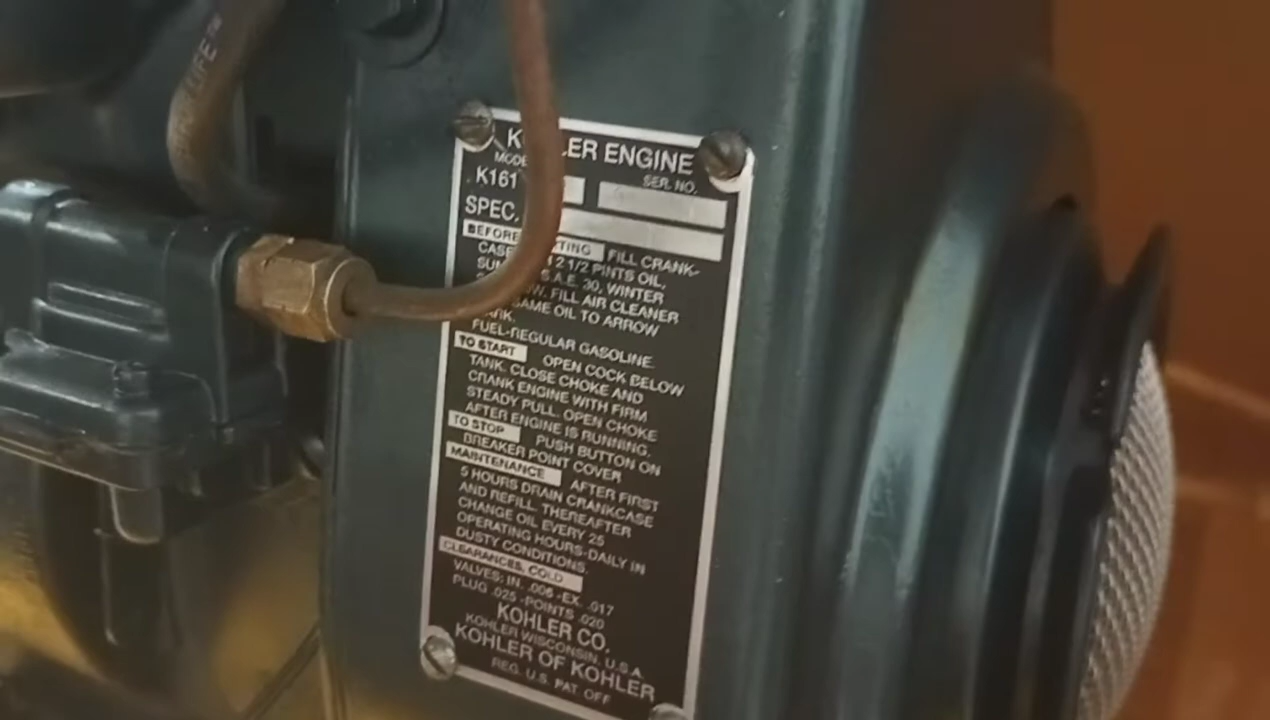 LIFE
ER ENGINE
SER. NO.
K161
SPEC.
BEFORE FILL CRANK-
2 1/2 PINTS OIL,
S.A.E. 30, WINTER
FILL AIR CLEANER
SAME OIL TO ARROW
FUEL-REGULAR GASOLINE.
TO START OPEN COCK BELOW
TANK. CLOSE CHOKE AND
CRANK ENGINE WITH FIRM
STEADY PULL. OPEN CHOKE
AFTER ENGINE IS RUNNING.
TO STOP PUSH BUTTON ON
BREAKER POINT COVER
MAINTENANCE AFTER FIRST
5 HOURS DRAIN CRANKCASE
AND REFILL. THEREAFTER
CHANGE OIL EVERY 25
OPERATING HOURS-DAILY IN
DUSTY CONDITIONS.
CLEARANCES, COLD
VALVES: IN. .006 -EX. .017
PLUG .025 -POINTS .020
KOHLER CO.
KOHLER WISCONSIN, U.S.A.
KOHLER OF KOHLER
REG. U.S. PAT. OFF